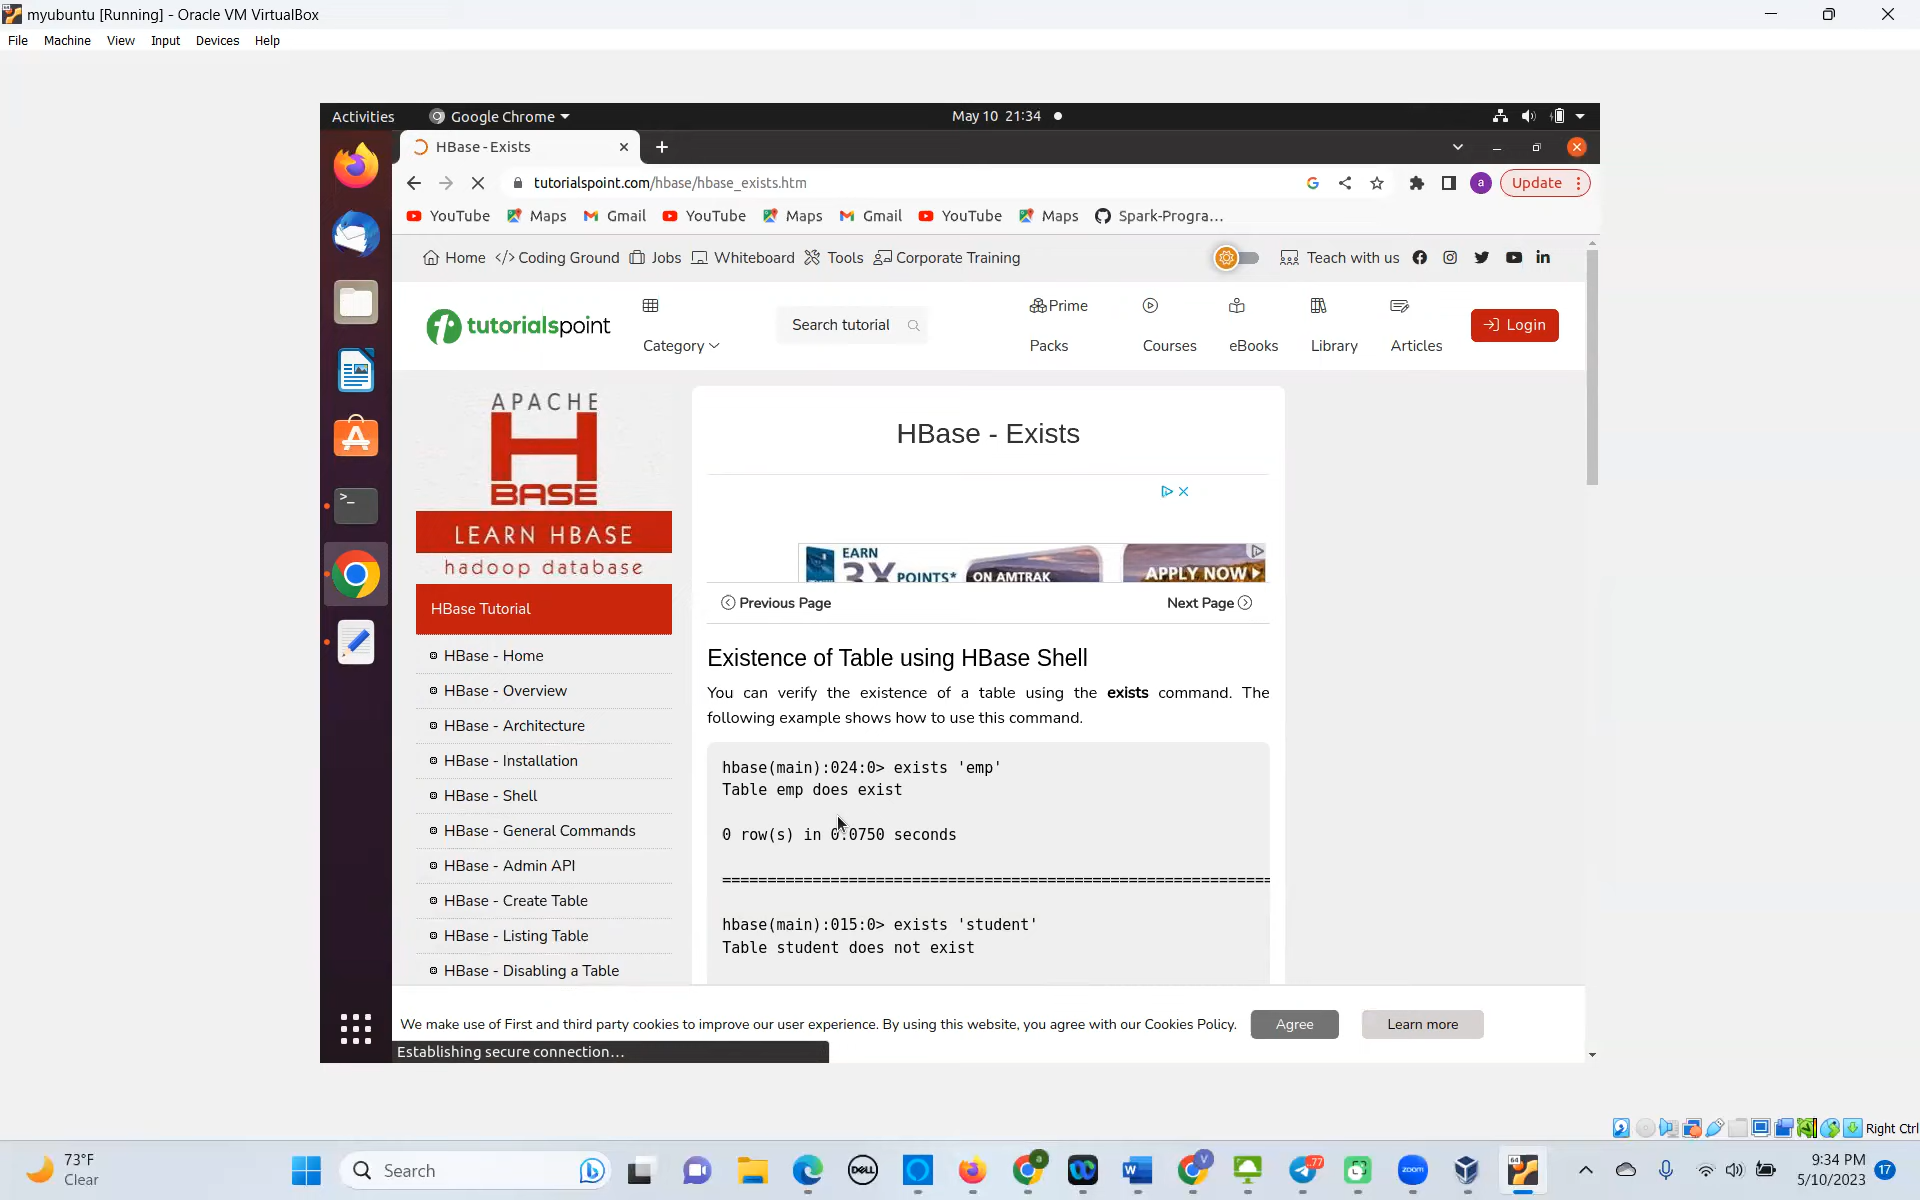 myubuntu [Running] - Oracle VM VirtualBox
File Machine View Input Devices Help
Activities Google Chrome May 10 21:34
HBase - Exists
tutorialspoint.com/hbase/hbase_exists.htm a Update
YouTube Maps Gmail YouTube Maps Gmail YouTube Maps Spark-Progra...
Home Coding Ground Jobs Whiteboard Tools Corporate Training Teach with us
tutorialspoint
Category
Search tutorial
Prime Packs
Courses
eBooks
Library
Articles
Login
APACHE
H
BASE
LEARN HBASE
hadoop database
HBase Tutorial
HBase - Home
HBase - Overview
HBase - Architecture
HBase - Installation
HBase - Shell
HBase - General Commands
HBase - Admin API
HBase - Create Table
HBase - Listing Table
HBase - Disabling a Table
HBase - Exists
EARN
3X POINTS* ON AMTRAK APPLY NOW
Previous Page Next Page
Existence of Table using HBase Shell
You can verify the existence of a table using the exists command. The
following example shows how to use this command.
hbase(main):024:0> exists 'emp'
Table emp does exist
0 row(s) in 0.0750 seconds
==============================================================
hbase(main):015:0> exists 'student'
Table student does not exist
We make use of First and third party cookies to improve our user experience. By using this website, you agree with our Cookies Policy. Agree Learn more
Establishing secure connection...
Right Ctrl
73°F
Clear
Search
DELL
a
V
77
zoom
64
9:34 PM
5/10/2023
17